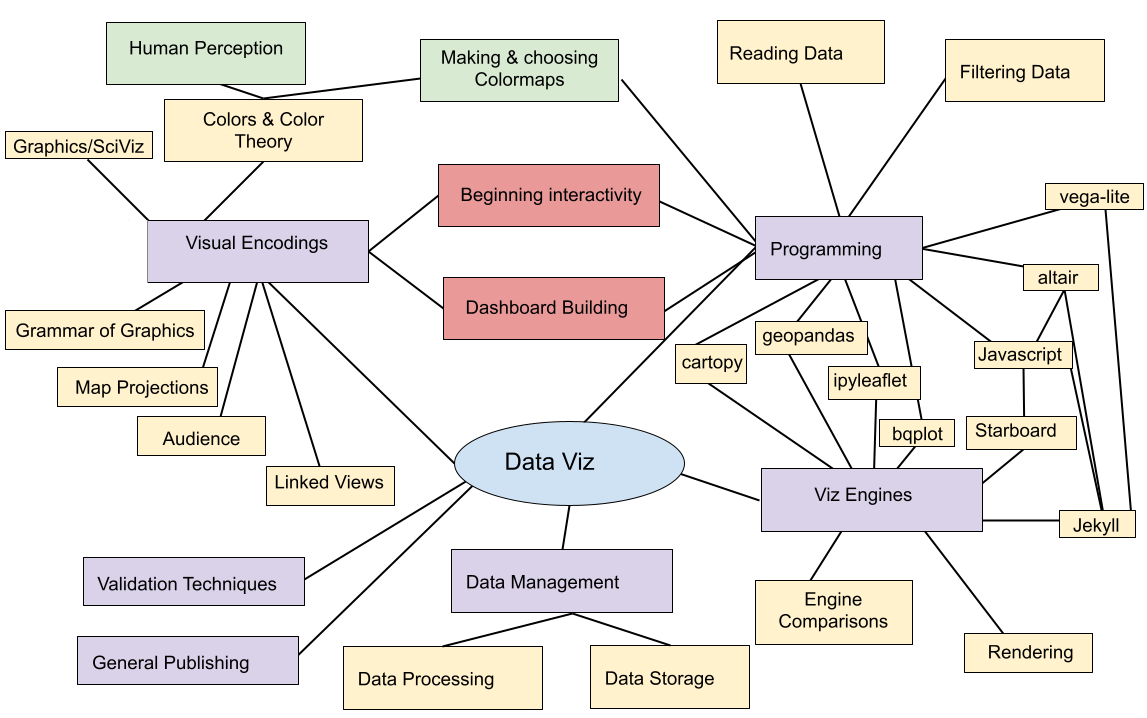 Human Perception
Making & choosing
Colormaps
Reading Data
Filtering Data
Colors & Color
Theory
Graphics/SciViz
Beginning interactivity
vega-lite
Visual Encodings
Programming
altair
Grammar of Graphics
Dashboard Building
geopandas
Javascript
cartopy
Map Projections
ipyleaflet
Audience
bqplot
Starboard
Data Viz
Linked Views
Viz Engines
Jekyll
Validation Techniques
Data Management
Engine
Comparisons
General Publishing
Rendering
Data Processing
Data Storage